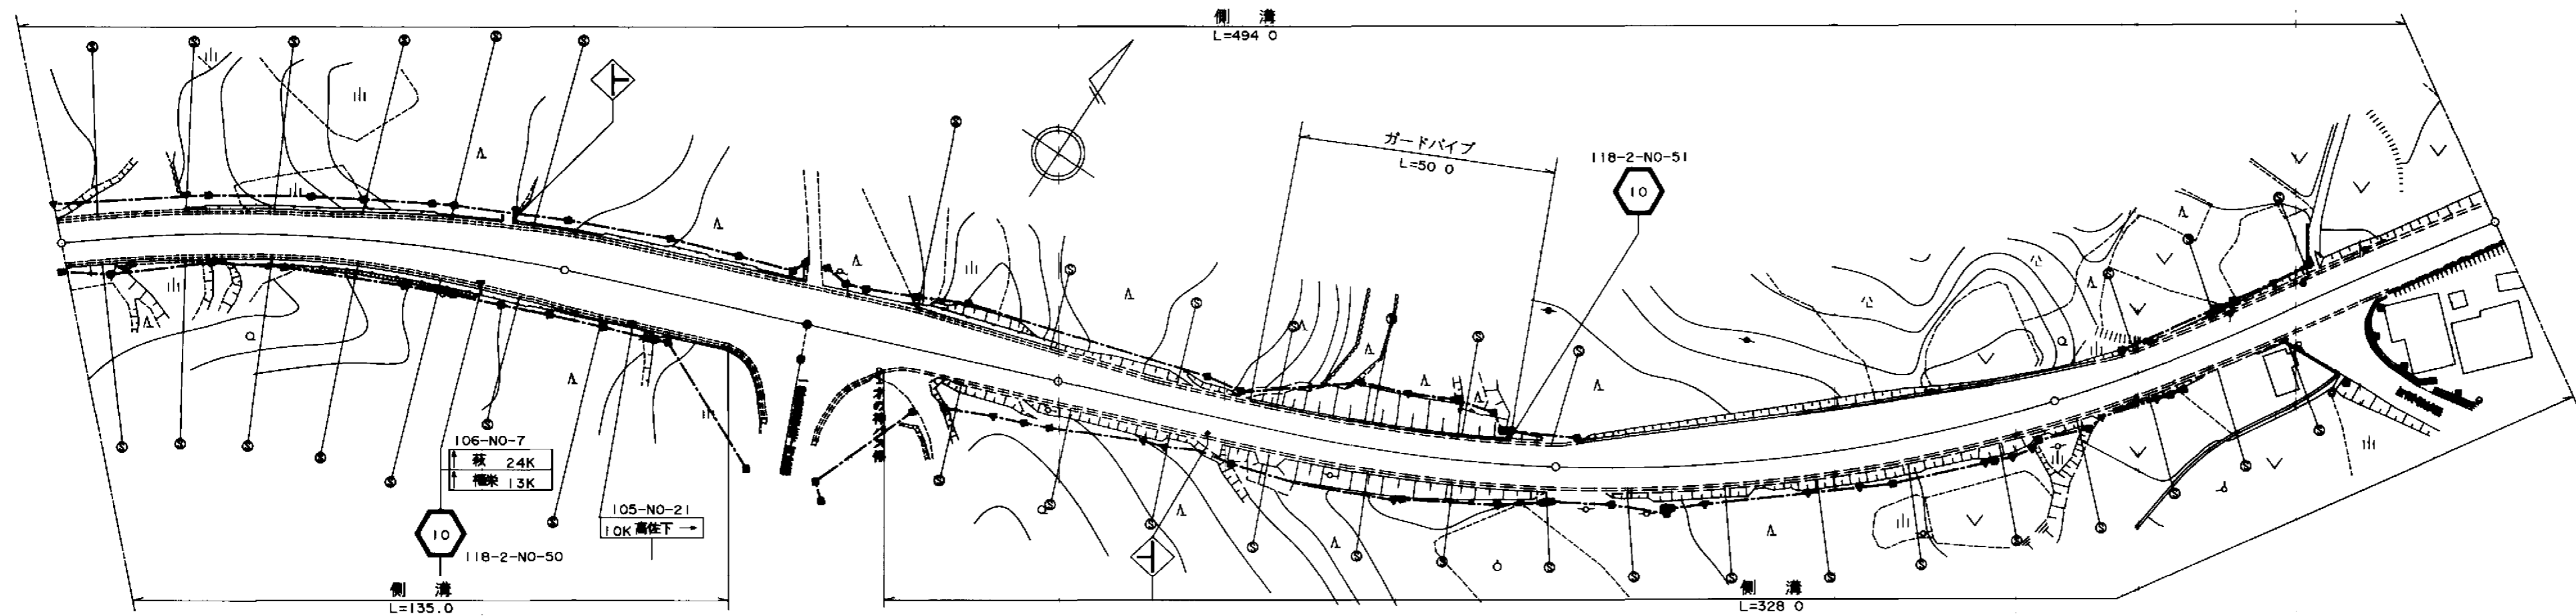 側 溝
L=494 0
ガードパイプ
L=50 0
118-2-NO-51
10
106-NO-7
萩 24K
福栄 13K
10
118-2-NO-50
105-NO-21
10K 高佐下 →
側 溝
L=135.0
側 溝
L=328 0